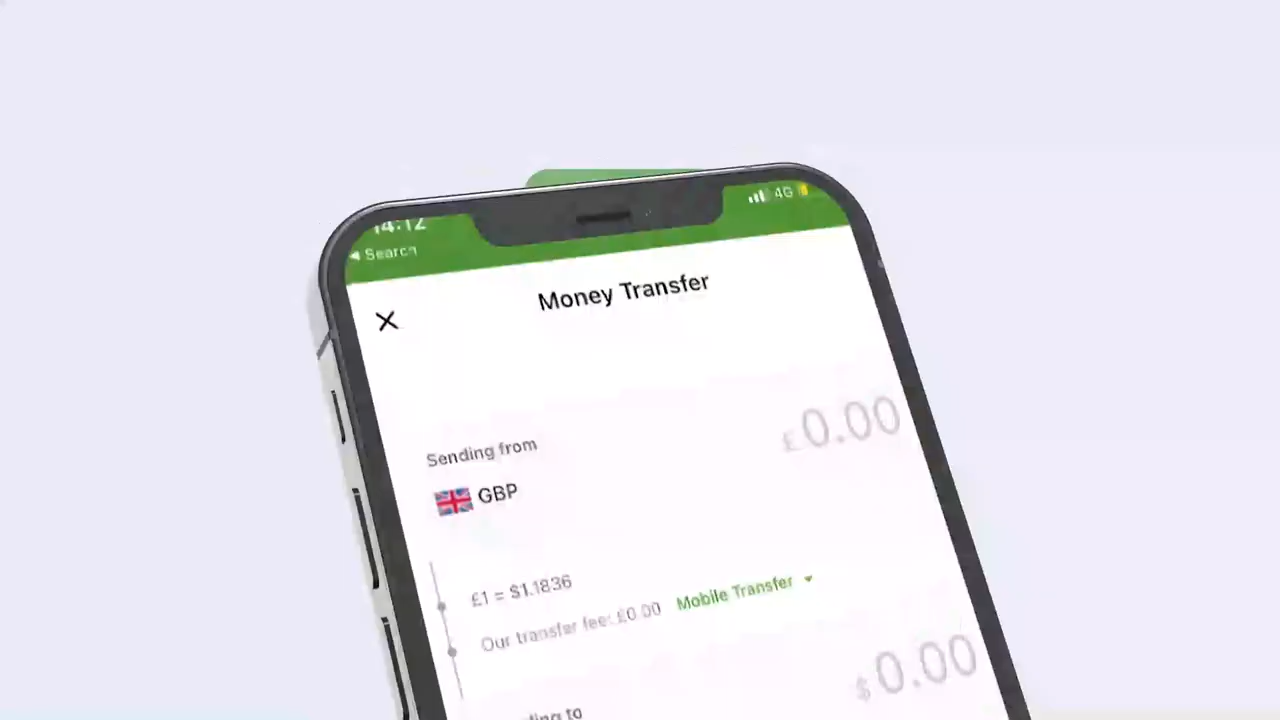 14:12
4G
Search
Money Transfer
£0.00
Sending from
GBP
£1 = $1.1836
Our transfer fee: £0.00 Mobile Transfer
$0.00
to